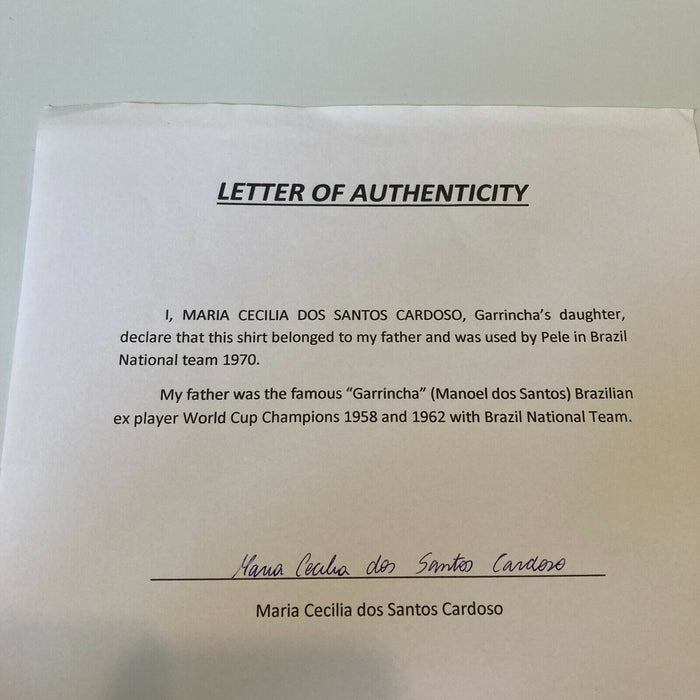 LETTER OF AUTHENTICITY
I, MARIA CECILIA DOS SANTOS CARDOSO, Garrincha's daughter,
declare that this shirt belonged to my father and was used by Pele in Brazil
National team 1970.
My father was the famous “Garrincha” (Manoel dos Santos) Brazilian
ex player World Cup Champions 1958 and 1962 with Brazil National Team.
Maria Cecilia dos Santos Cardoso
Maria Cecilia dos Santos Cardoso